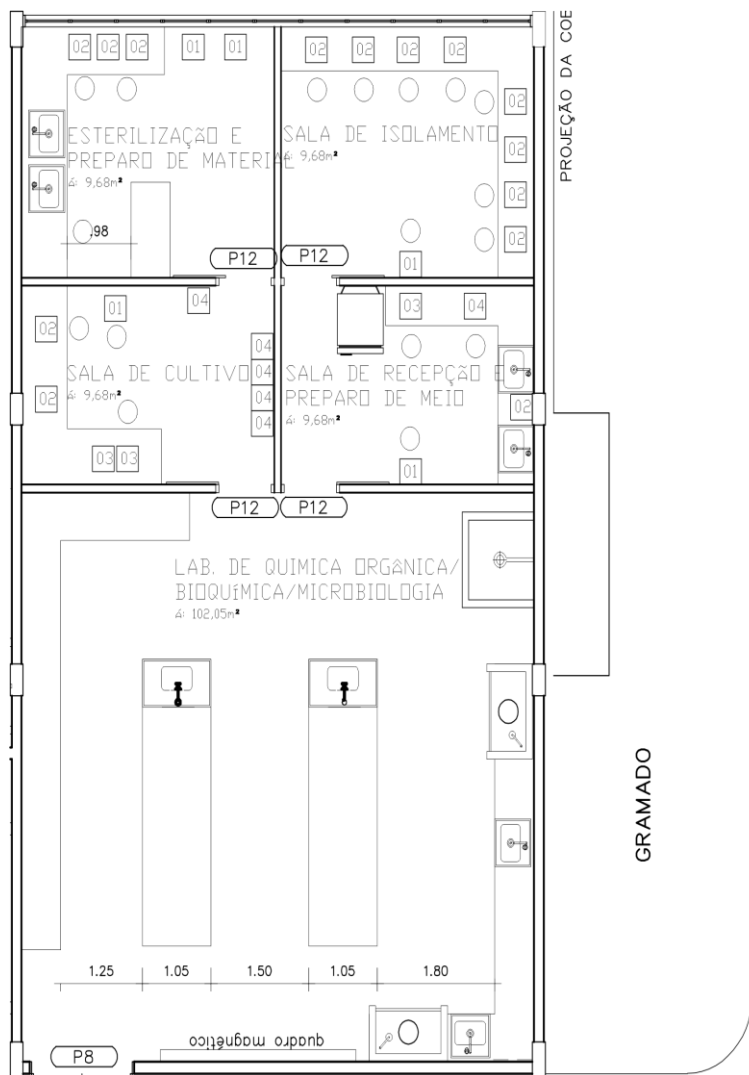 02 02 02 01 01 02 02 02 02
PROJEÇÃO DA COE
02
ESTERILIZAÇÃO E
PREPARO DE MATERIAL
A: 9,68m²
SALA DE ISOLAMENTO
A: 9,68m²
02
02
.98
02
P12 P12
01
01 04 03 04
02
04
SALA DE CULTIVO
A: 9,68m²
SALA DE RECEPÇÃO E
PREPARO DE MEIO
A: 9,68m²
04
02
04
02
04
03 03
01
P12 P12
LAB. DE QUIMICA ORGÂNICA/
BIOQUíMICA/MICROBIOLOGIA
A: 102,05m²
GRAMADO
1.25 1.05 1.50 1.05 1.80
quadro magnético
P8